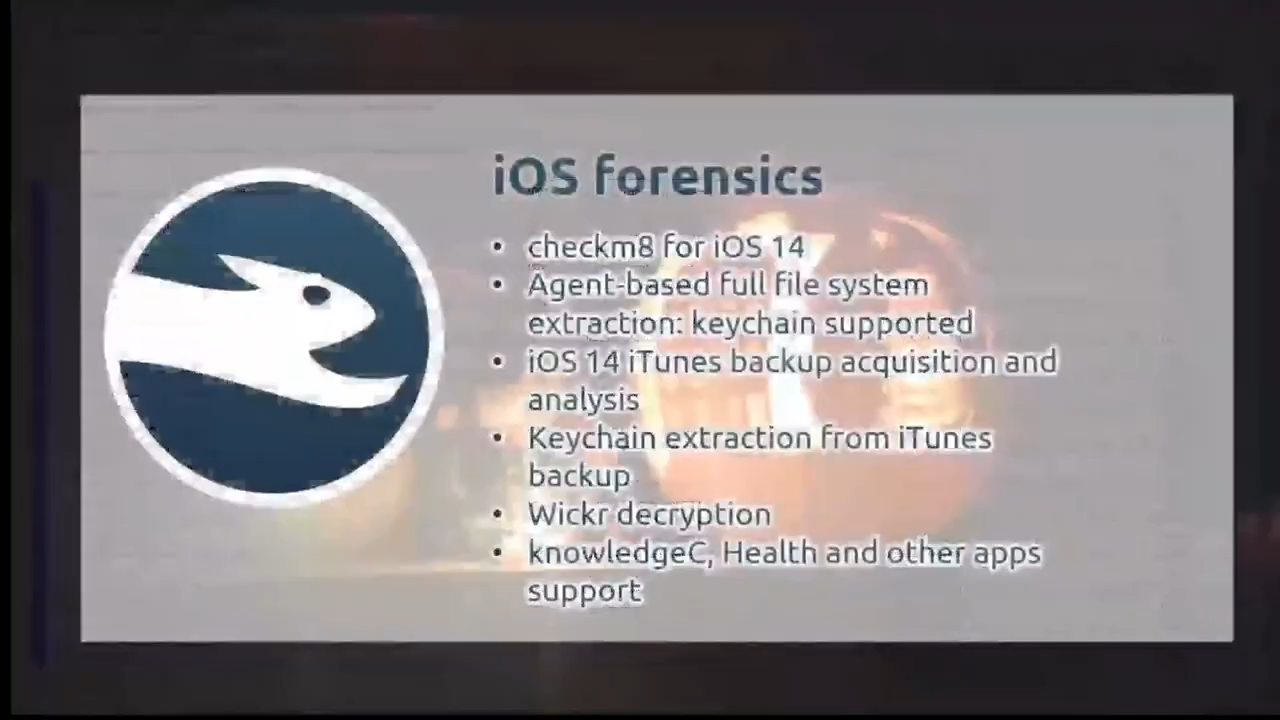 iOS forensics
• checkm8 for iOS 14
• Agent-based full file system
extraction: keychain supported
• iOS 14 iTunes backup acquisition and
analysis
• Keychain extraction from iTunes
backup
• Wickr decryption
• knowledgeC, Health and other apps
support